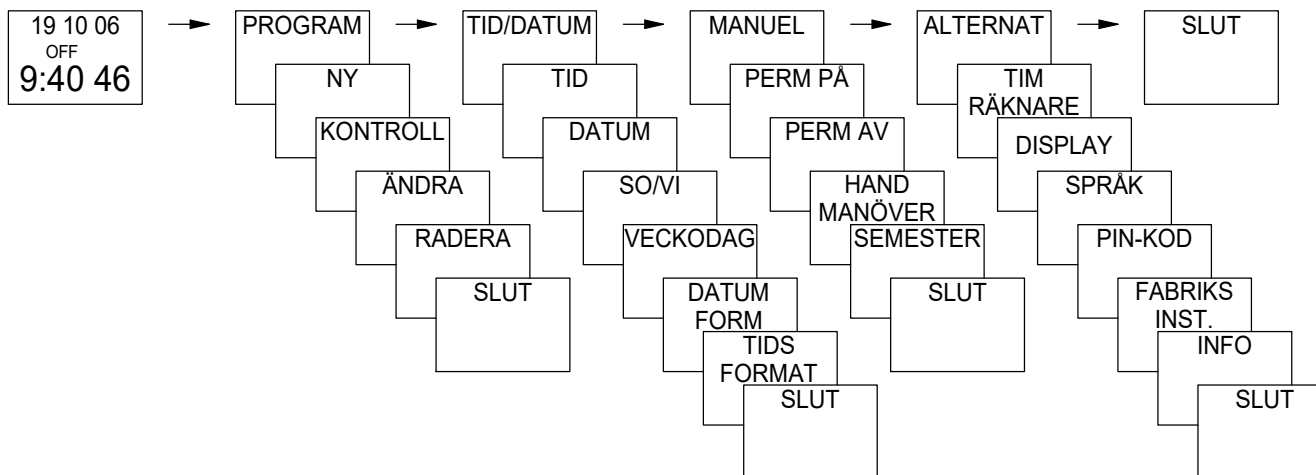 19 10 06
OFF
9:40 46
PROGRAM
NY
KONTROLL
ÄNDRA
RADERA
SLUT
TID/DATUM
TID
DATUM
SO/VI
VECKODAG
DATUM
FORM
TIDS
FORMAT
SLUT
MANUEL
PERM PÅ
PERM AV
HAND
MANÖVER
SEMESTER
SLUT
ALTERNAT
TIM
RÄKNARE
DISPLAY
SPRÅK
PIN-KOD
FABRIKS
INST.
INFO
SLUT
SLUT